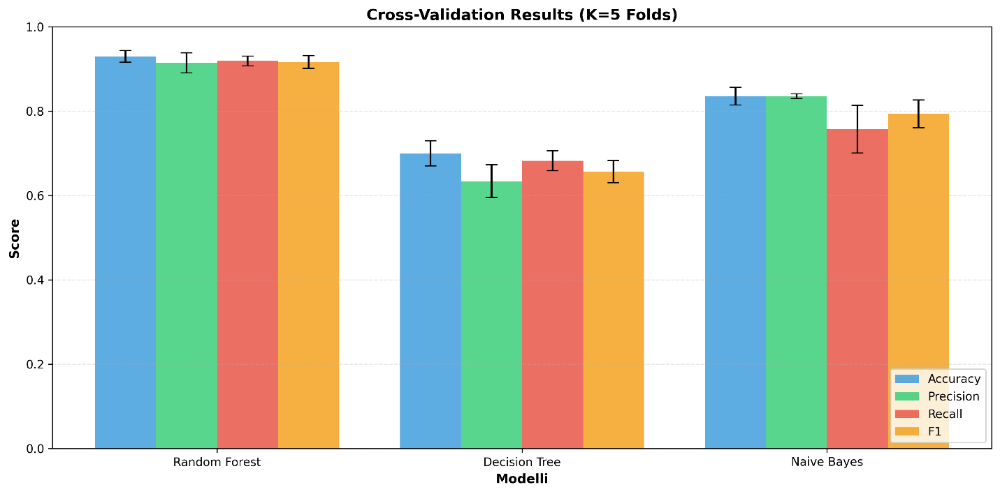 Cross-Validation Results (K=5 Folds)
1.0
0.8
0.6
0.4
0.2
0.0
Score
Random Forest
Decision Tree
Naive Bayes
Modelli
Accuracy
Precision
Recall
F1